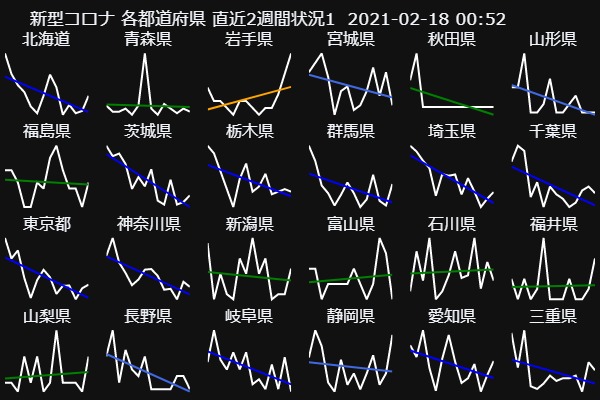 新型コロナ 各都道府県 直近2週間状況1 2021-02-18 00:52
北海道 青森県 岩手県 宮城県 秋田県 山形県
福島県 茨城県 栃木県 群馬県 埼玉県 千葉県
東京都 神奈川県 新潟県 富山県 石川県 福井県
山梨県 長野県 岐阜県 静岡県 愛知県 三重県